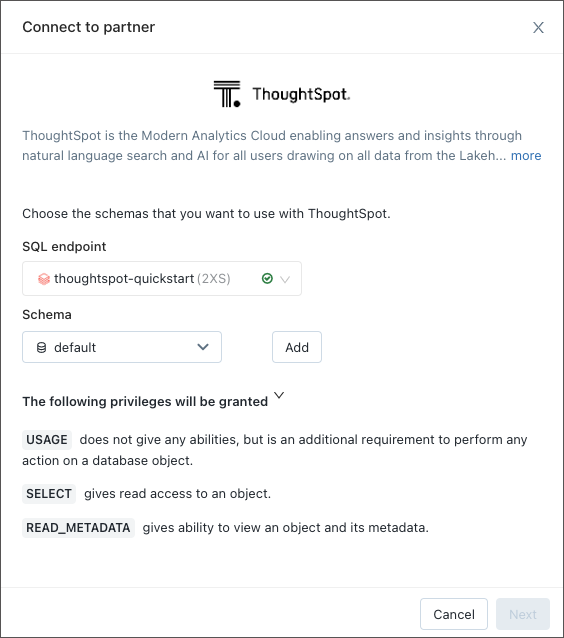 Connect to partner
ThoughtSpot.
ThoughtSpot is the Modern Analytics Cloud enabling answers and insights through
natural language search and AI for all users drawing on all data from the Lakeh... more
Choose the schemas that you want to use with ThoughtSpot.
SQL endpoint
thoughtspot-quickstart (2XS)
Schema
default
Add
The following privileges will be granted
USAGE does not give any abilities, but is an additional requirement to perform any
action on a database object.
SELECT gives read access to an object.
READ_METADATA gives ability to view an object and its metadata.
Cancel
Next